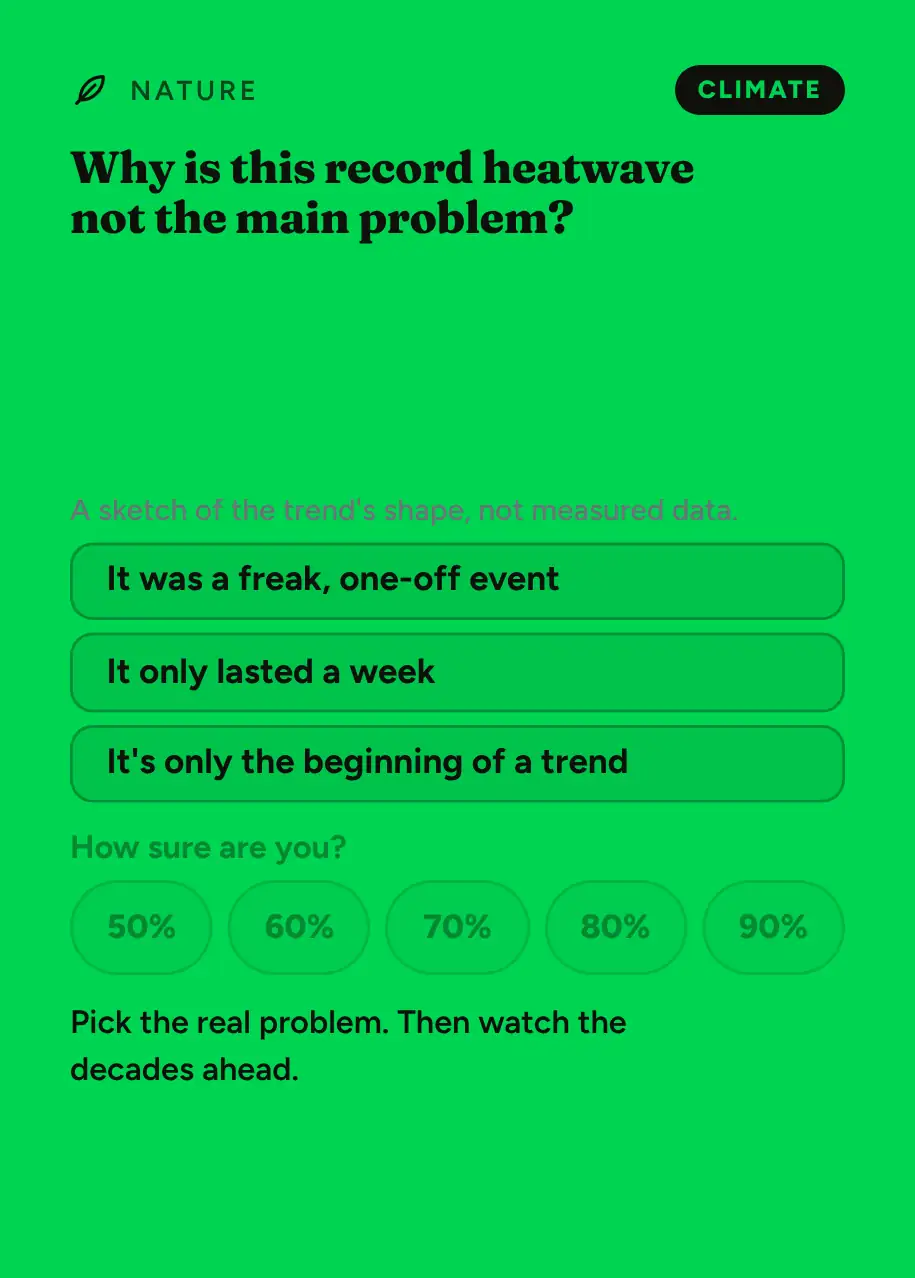 NATURE
CLIMATE
Why is this record heatwave
not the main problem?
A sketch of the trend's shape, not measured data.
It was a freak, one-off event
It only lasted a week
It's only the beginning of a trend
How sure are you?
50% 60% 70% 80% 90%
Pick the real problem. Then watch the
decades ahead.